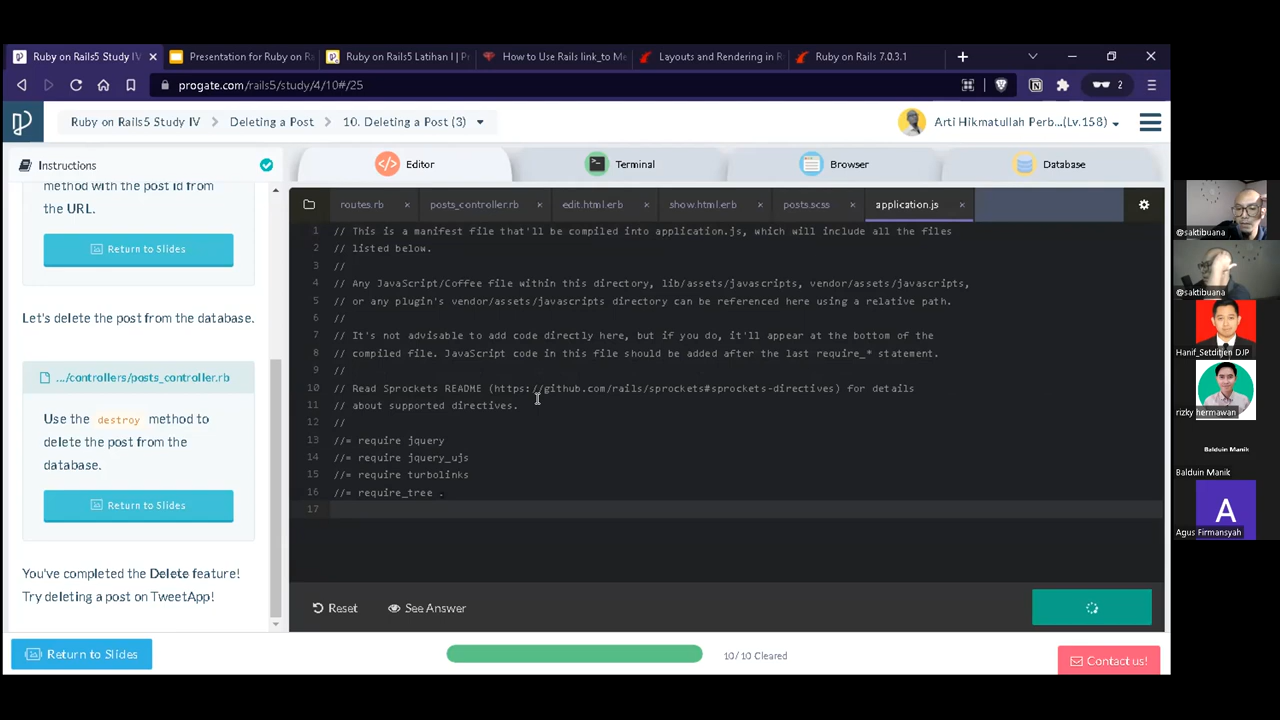 Ruby on Rails5 Study IV
Presentation for Ruby on Ra
Ruby on Rails5 Latihan I | Pr
How to Use Rails link_to Me
Layouts and Rendering in R
Ruby on Rails 7.0.3.1
progate.com/rails5/study/4/10#/25
2
Ruby on Rails5 Study IV
Deleting a Post
10. Deleting a Post (3)
Arti Hikmatullah Perb...(Lv.158)
Instructions
Editor
Terminal
Browser
Database
method with the post id from
the URL.
Return to Slides
Let's delete the post from the database.
.../controllers/posts_controller.rb
Use the destroy method to
delete the post from the
database.
Return to Slides
You've completed the Delete feature!
Try deleting a post on TweetApp!
routes.rb
posts_controller.rb
edit.html.erb
show.html.erb
posts.scss
application.js
1 // This is a manifest file that'll be compiled into application.js, which will include all the files
2 // listed below.
3 //
4 // Any JavaScript/Coffee file within this directory, lib/assets/javascripts, vendor/assets/javascripts,
5 // or any plugin's vendor/assets/javascripts directory can be referenced here using a relative path.
6 //
7 // It's not advisable to add code directly here, but if you do, it'll appear at the bottom of the
8 // compiled file. JavaScript code in this file should be added after the last require_* statement.
9 //
10 // Read Sprockets README (https://github.com/rails/sprockets#sprockets-directives) for details
11 // about supported directives.
12 //
13 //= require jquery
14 //= require jquery_ujs
15 //= require turbolinks
16 //= require_tree .
17
Reset
See Answer
Return to Slides
10/10 Cleared
Contact us!
@saktibuana
@saktibuana
Hanif_Setditjen DJP
rizky hermawan
Balduin Manik
Balduin Manik
A
Agus Firmansyah